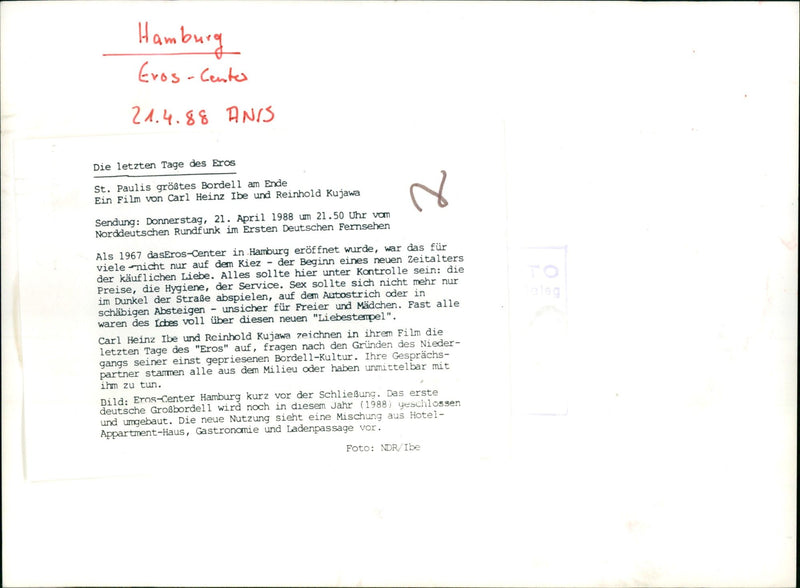 Hamburg
Eros-Center
21.4.88 ANS
Die letzten Tage des Eros
St. Paulis größtes Bordell am Ende
Ein Film von Carl Heinz Ibe und Reinhold Kujawa
Sendung: Donnerstag, 21. April 1988 um 21.50 Uhr vom
Norddeutschen Rundfunk im Ersten Deutschen Fernsehen
Als 1967 dasEros-Center in Hamburg eröffnet wurde, war das für
viele -nicht nur auf dem Kiez - der Beginn eines neuen Zeitalters
der käuflichen Liebe. Alles sollte hier unter Kontrolle sein: die
Preise, die Hygiene, der Service. Sex sollte sich nicht mehr nur
im Dunkel der Straße abspielen, auf dem Autostrich oder in
schäbigen Absteigen - unsicher für Freier und Mädchen. Fast alle
waren des Lobes voll über diesen neuen "Liebestempel".
Carl Heinz Ibe und Reinhold Kujawa zeichnen in ihrem Film die
letzten Tage des "Eros" auf, fragen nach den Gründen des Nieder-
gangs seiner einst gepriesenen Bordell-Kultur. Ihre Gesprächs-
partner stammen alle aus dem Milieu oder haben unmittelbar mit
ihm zu tun.
Bild: Eros-Center Hamburg kurz vor der Schließung. Das erste
deutsche Großbordell wird noch in diesem Jahr (1988) geschlossen
und umgebaut. Die neue Nutzung sieht eine Mischung aus Hotel-
Appartment-Haus, Gastronomie und Ladenpassage vor.
Foto: NDR/Ibe